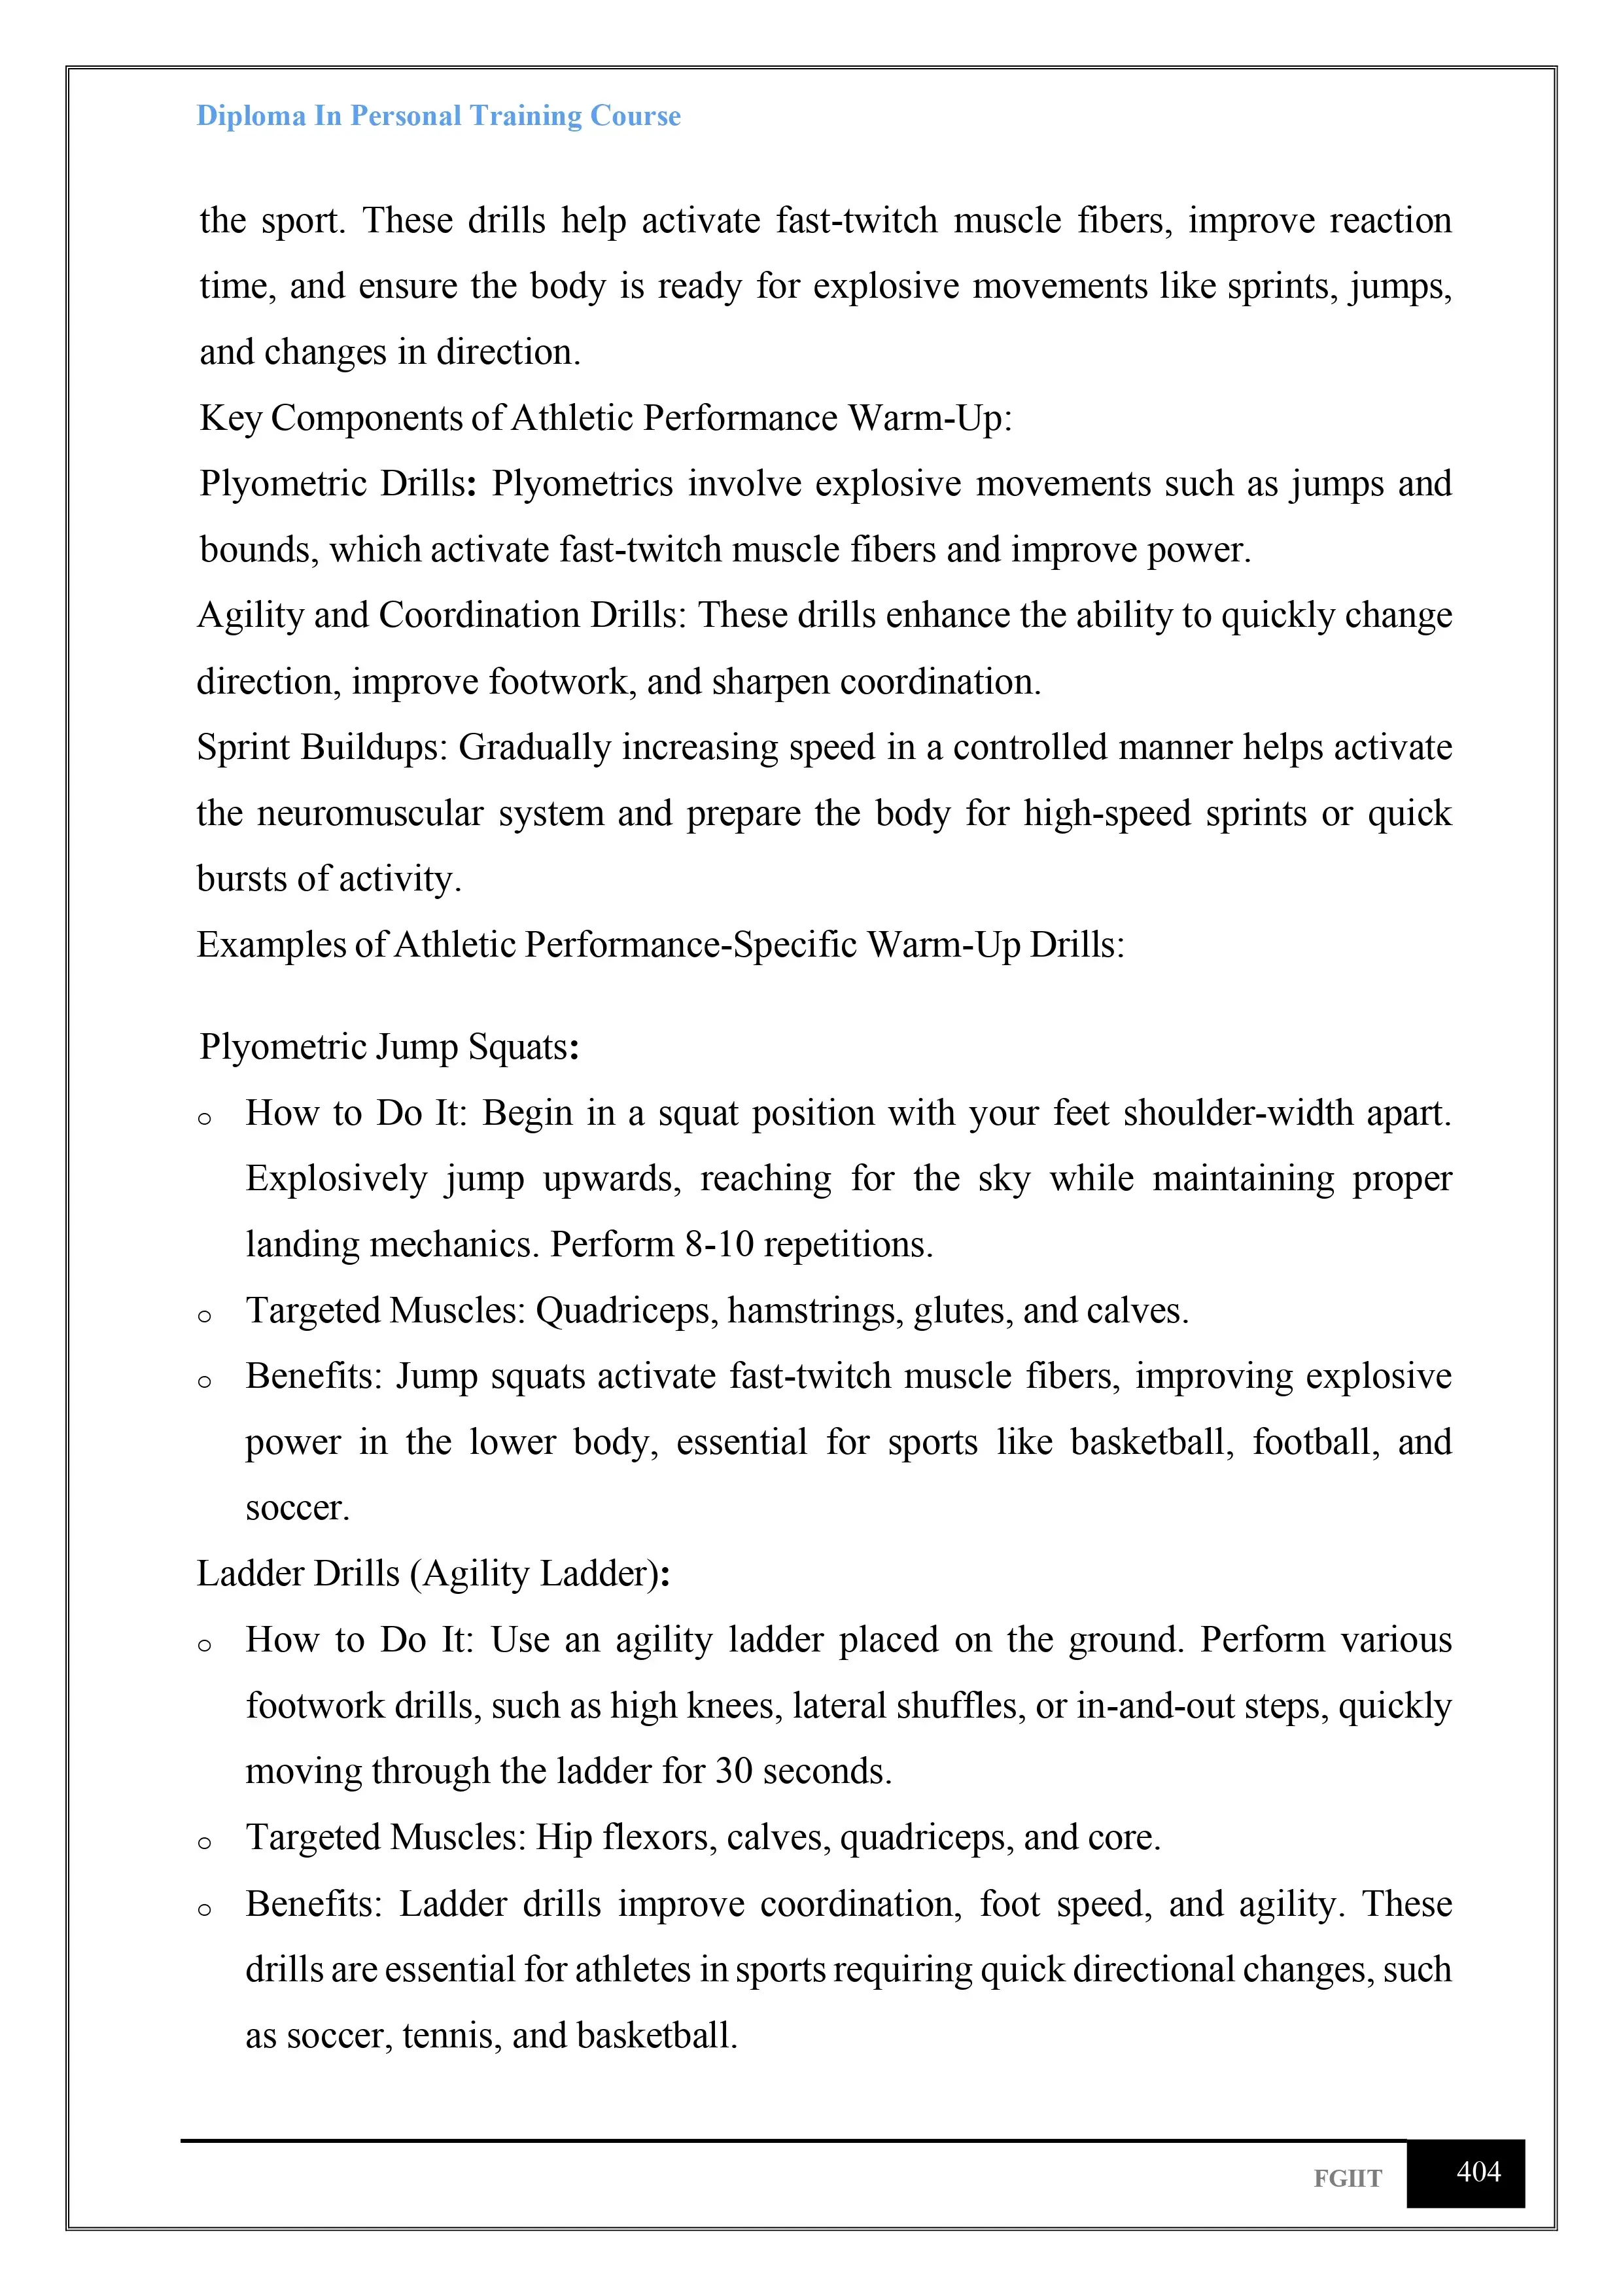 Diploma In Personal Training Course
the sport. These drills help activate fast-twitch muscle fibers, improve reaction
time, and ensure the body is ready for explosive movements like sprints, jumps,
and changes in direction.
Key Components of Athletic Performance Warm-Up:
Plyometric Drills: Plyometrics involve explosive movements such as jumps and
bounds, which activate fast-twitch muscle fibers and improve power.
Agility and Coordination Drills: These drills enhance the ability to quickly change
direction, improve footwork, and sharpen coordination.
Sprint Buildups: Gradually increasing speed in a controlled manner helps activate
the neuromuscular system and prepare the body for high-speed sprints or quick
bursts of activity.
Examples of Athletic Performance-Specific Warm-Up Drills:
Plyometric Jump Squats:
o How to Do It: Begin in a squat position with your feet shoulder-width apart.
Explosively jump upwards, reaching for the sky while maintaining proper
landing mechanics. Perform 8-10 repetitions.
o Targeted Muscles: Quadriceps, hamstrings, glutes, and calves.
o Benefits: Jump squats activate fast-twitch muscle fibers, improving explosive
power in the lower body, essential for sports like basketball, football, and
soccer.
Ladder Drills (Agility Ladder):
o How to Do It: Use an agility ladder placed on the ground. Perform various
footwork drills, such as high knees, lateral shuffles, or in-and-out steps, quickly
moving through the ladder for 30 seconds.
o Targeted Muscles: Hip flexors, calves, quadriceps, and core.
o Benefits: Ladder drills improve coordination, foot speed, and agility. These
drills are essential for athletes in sports requiring quick directional changes, such
as soccer, tennis, and basketball.
FGIIT 404